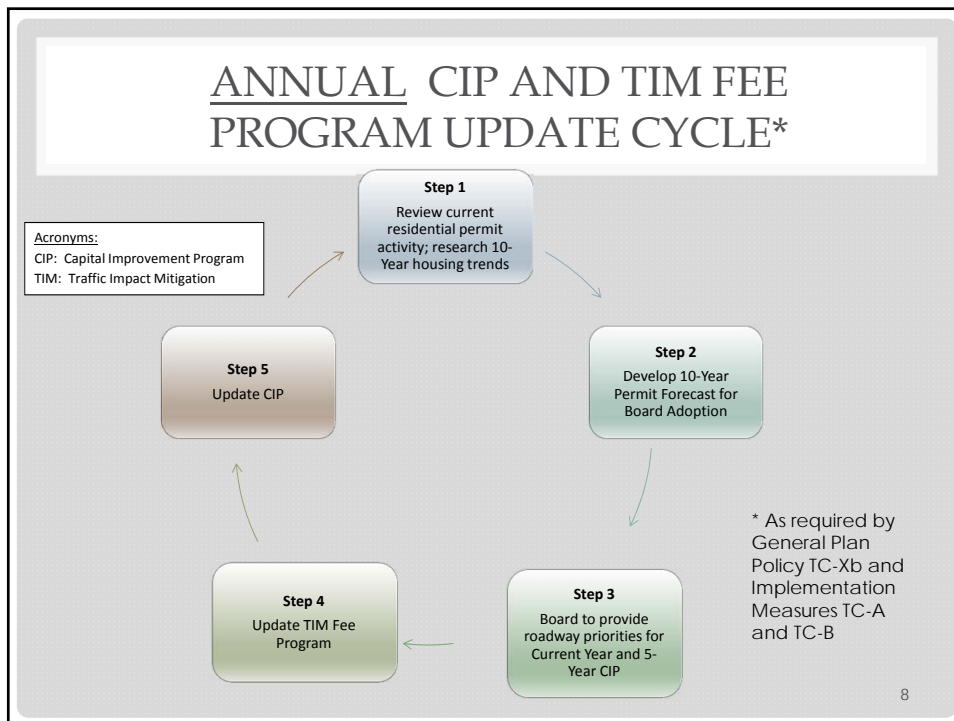 ANNUAL CIP AND TIM FEE
PROGRAM UPDATE CYCLE*
Acronyms:
CIP: Capital Improvement Program
TIM: Traffic Impact Mitigation
Step 1
Review current
residential permit
activity; research 10-
Year housing trends
Step 2
Develop 10-Year
Permit Forecast for
Board Adoption
Step 3
Board to provide
roadway priorities for
Current Year and 5-
Year CIP
Step 4
Update TIM Fee
Program
Step 5
Update CIP
* As required by
General Plan
Policy TC-Xb and
Implementation
Measures TC-A
and TC-B
8